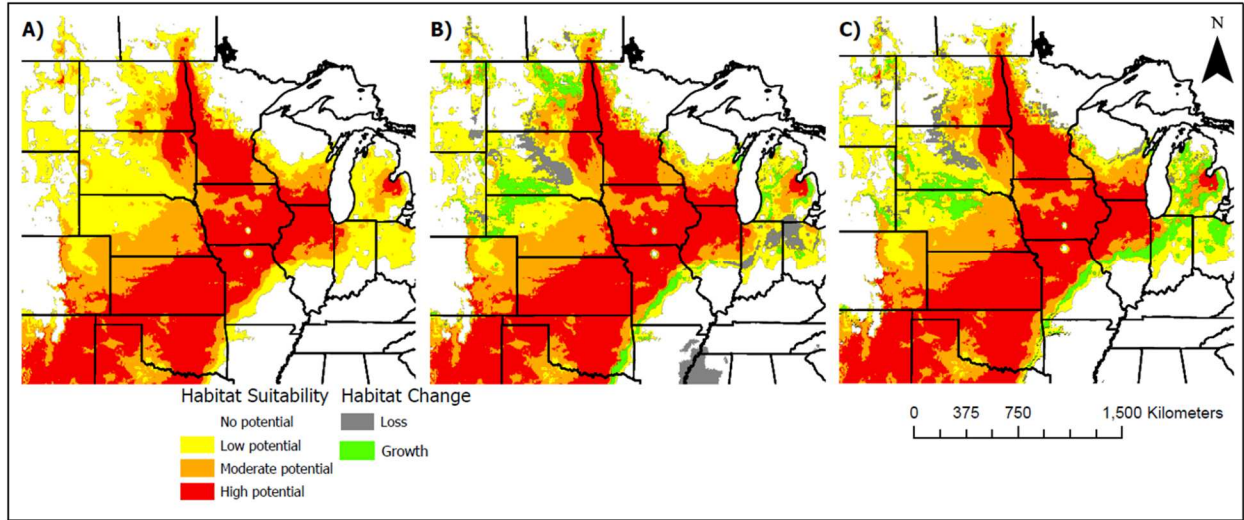 A)
B)
C)
N
Habitat Suitability
No potential
Low potential
Moderate potential
High potential
Habitat Change
Loss
Growth
0 375 750 1,500 Kilometers